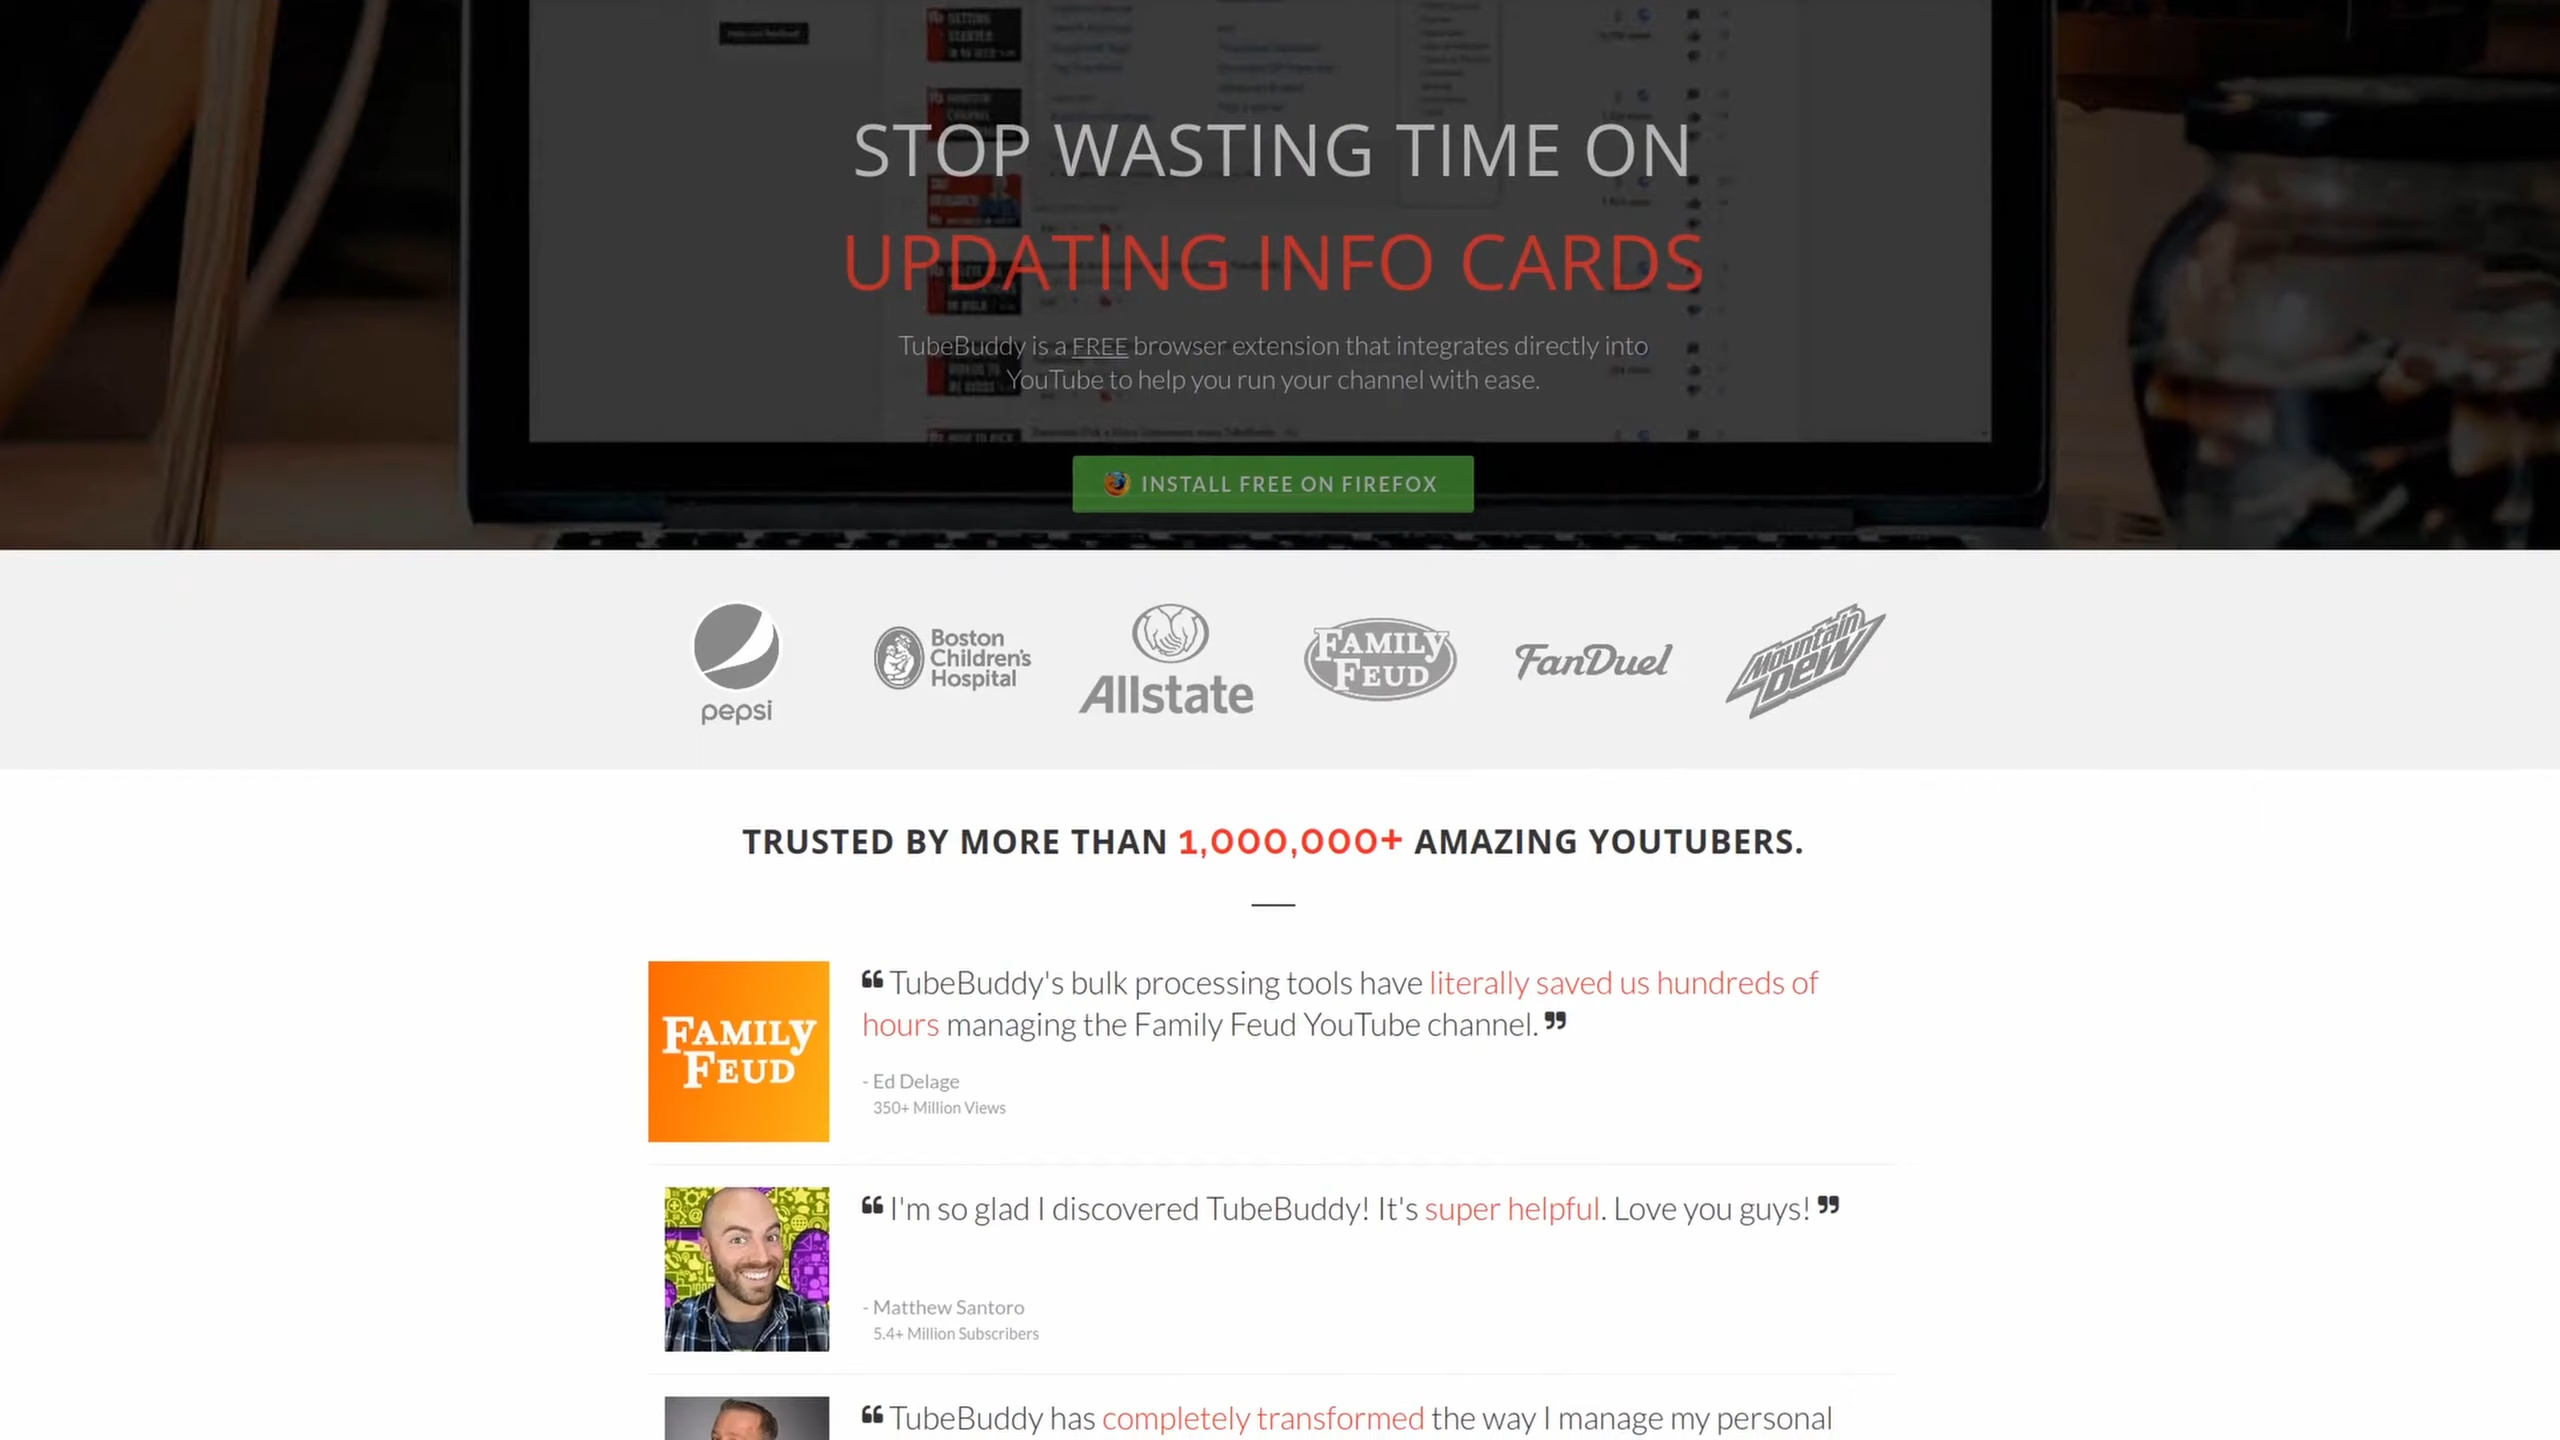 STOP WASTING TIME ON
UPDATING INFO CARDS
TubeBuddy is a FREE browser extension that integrates directly into
YouTube to help you run your channel with ease.
INSTALL FREE ON FIREFOX
pepsi
Boston
Children's
Hospital
Allstate
FAMILY
FEUD
FanDuel
Mountain
Dew
TRUSTED BY MORE THAN 1,000,000+ AMAZING YOUTUBERS.
❝ TubeBuddy's bulk processing tools have literally saved us hundreds of
hours managing the Family Feud YouTube channel. ❞
- Ed Delage
350+ Million Views
FAMILY
FEUD
❝ I'm so glad I discovered TubeBuddy! It's super helpful. Love you guys! ❞
- Matthew Santoro
5.4+ Million Subscribers
❝ TubeBuddy has completely transformed the way I manage my personal